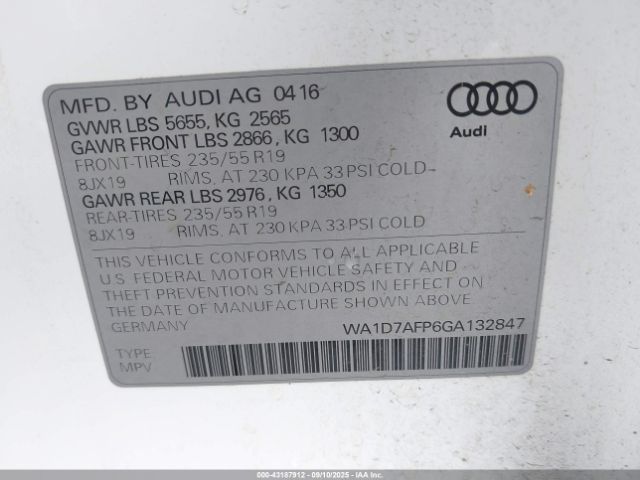 MFD. BY AUDI AG 04 16
GVWR LBS 5655, KG 2565
GAWR FRONT LBS 2866, KG 1300
FRONT-TIRES 235/55 R19
8JX19 RIMS, AT 230 KPA 33 PSI COLD
GAWR REAR LBS 2976, KG 1350
REAR-TIRES 235/55 R19
8JX19 RIMS, AT 230 KPA 33 PSI COLD
Audi
THIS VEHICLE CONFORMS TO ALL APPLICABLE
U.S. FEDERAL MOTOR VEHICLE SAFETY AND
THEFT PREVENTION STANDARDS IN EFFECT ON
THE DATE OF MANUFACTURE SHOWN ABOVE.
GERMANY WA1D7AFP6GA132847
TYPE
MPV
000-43187912 - 09/10/2025 - IAA Inc.